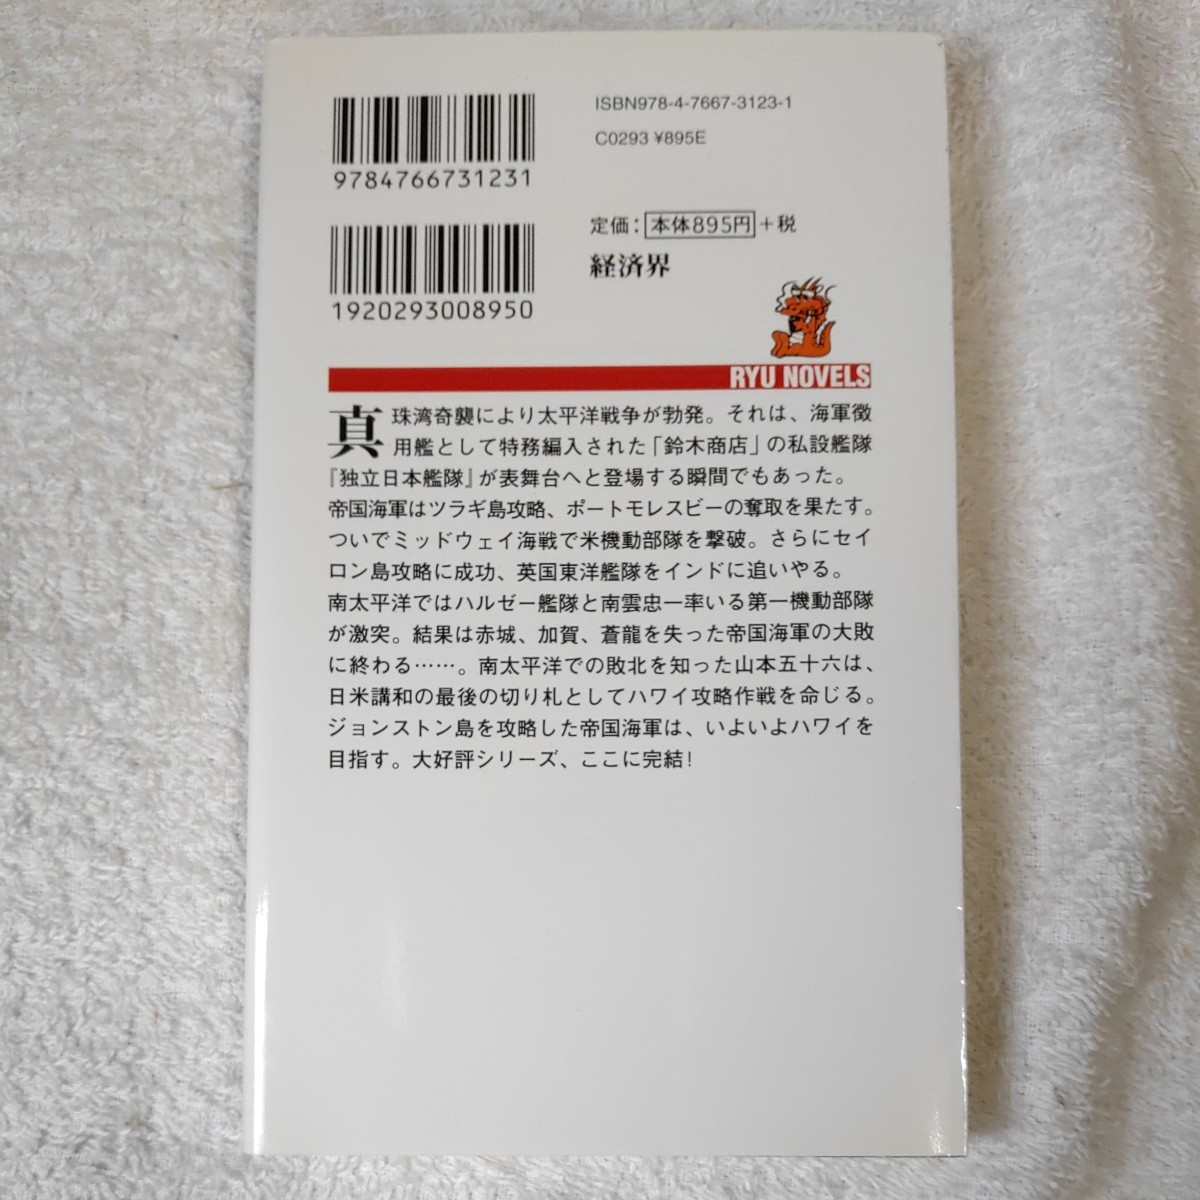 ISBN978-4-7667-3123-1
C0293 ¥895E
9784766731231
定価：本体895円＋税
経済界
1920293008950
RYU NOVELS
真珠湾奇襲により太平洋戦争が勃発。それは、海軍徴
用艦として特務編入された「鈴木商店」の私設艦隊
『独立日本艦隊』が表舞台へと登場する瞬間でもあった。
帝国海軍はツラギ島攻略、ポートモレスビーの奪取を果たす。
ついでミッドウェイ海戦で米機動部隊を撃破。さらにセイ
ロン島攻略に成功、英国東洋艦隊をインドに追いやる。
南太平洋ではハルゼー艦隊と南雲忠一率いる第一機動部隊
が激突。結果は赤城、加賀、蒼龍を失った帝国海軍の大敗
に終わる……。南太平洋での敗北を知った山本五十六は、
日米講和の最後の切り札としてハワイ攻略作戦を命じる。
ジョンストン島を攻略した帝国海軍は、いよいよハワイを
目指す。大好評シリーズ、ここに完結！